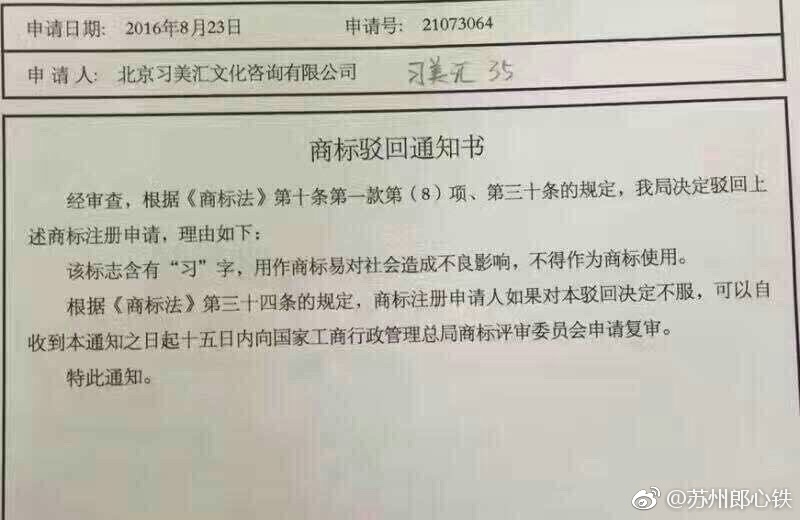 申请日期: 2016年8月23日 申请号: 21073064
申 请 人: 北京习美汇文化咨询有限公司 习美元 35
商标驳回通知书
经审查，根据《商标法》第十条第一款第（8）项、第三十条的规定，我局决定驳回上
述商标注册申请，理由如下：
该标志含有“习”字，用作商标易对社会造成不良影响，不得作为商标使用。
根据《商标法》第三十四条的规定，商标注册申请人如果对本驳回决定不服，可以自
收到本通知之日起十五日内向国家工商行政管理总局商标评审委员会申请复审。
特此通知。
@苏州郎心铁